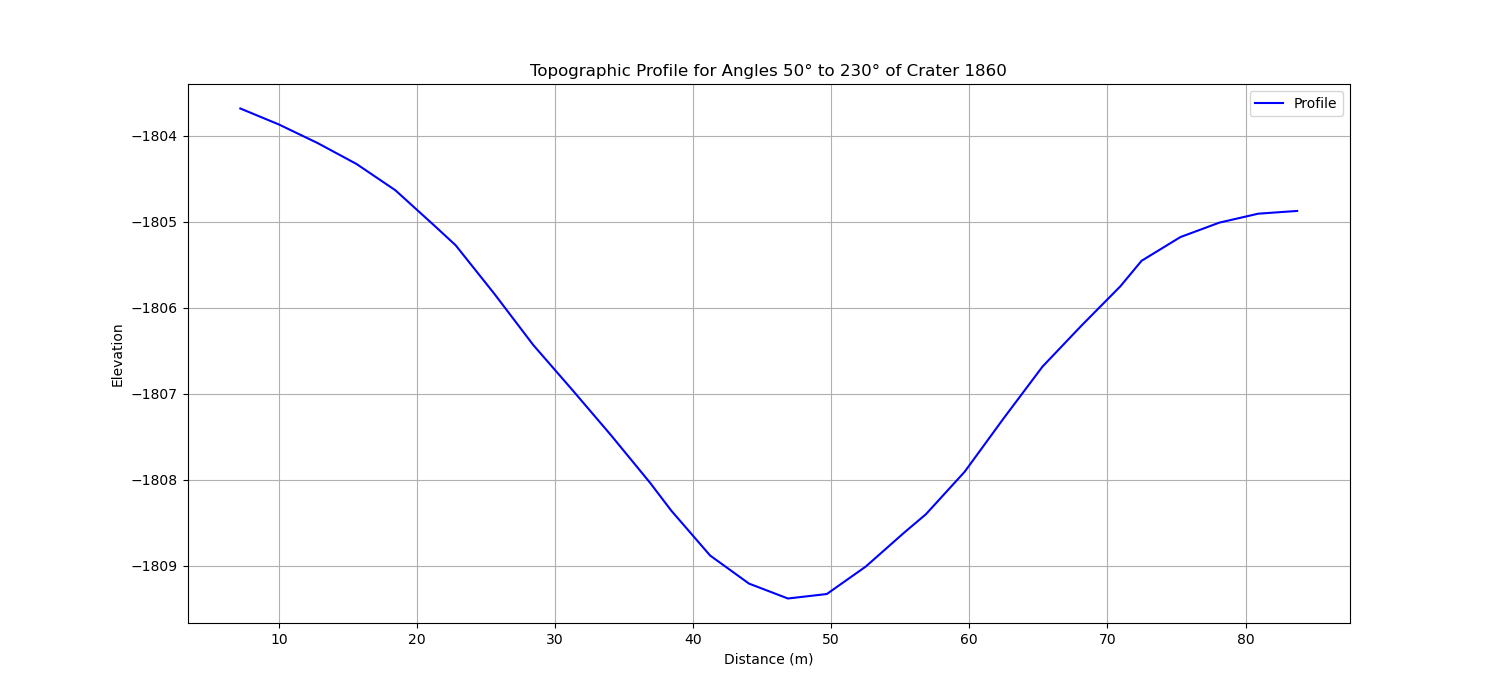 Topographic Profile for Angles 50° to 230° of Crater 1860
Profile
−1804
−1805
−1806
−1807
−1808
−1809
Elevation
10 20 30 40 50 60 70 80
Distance (m)